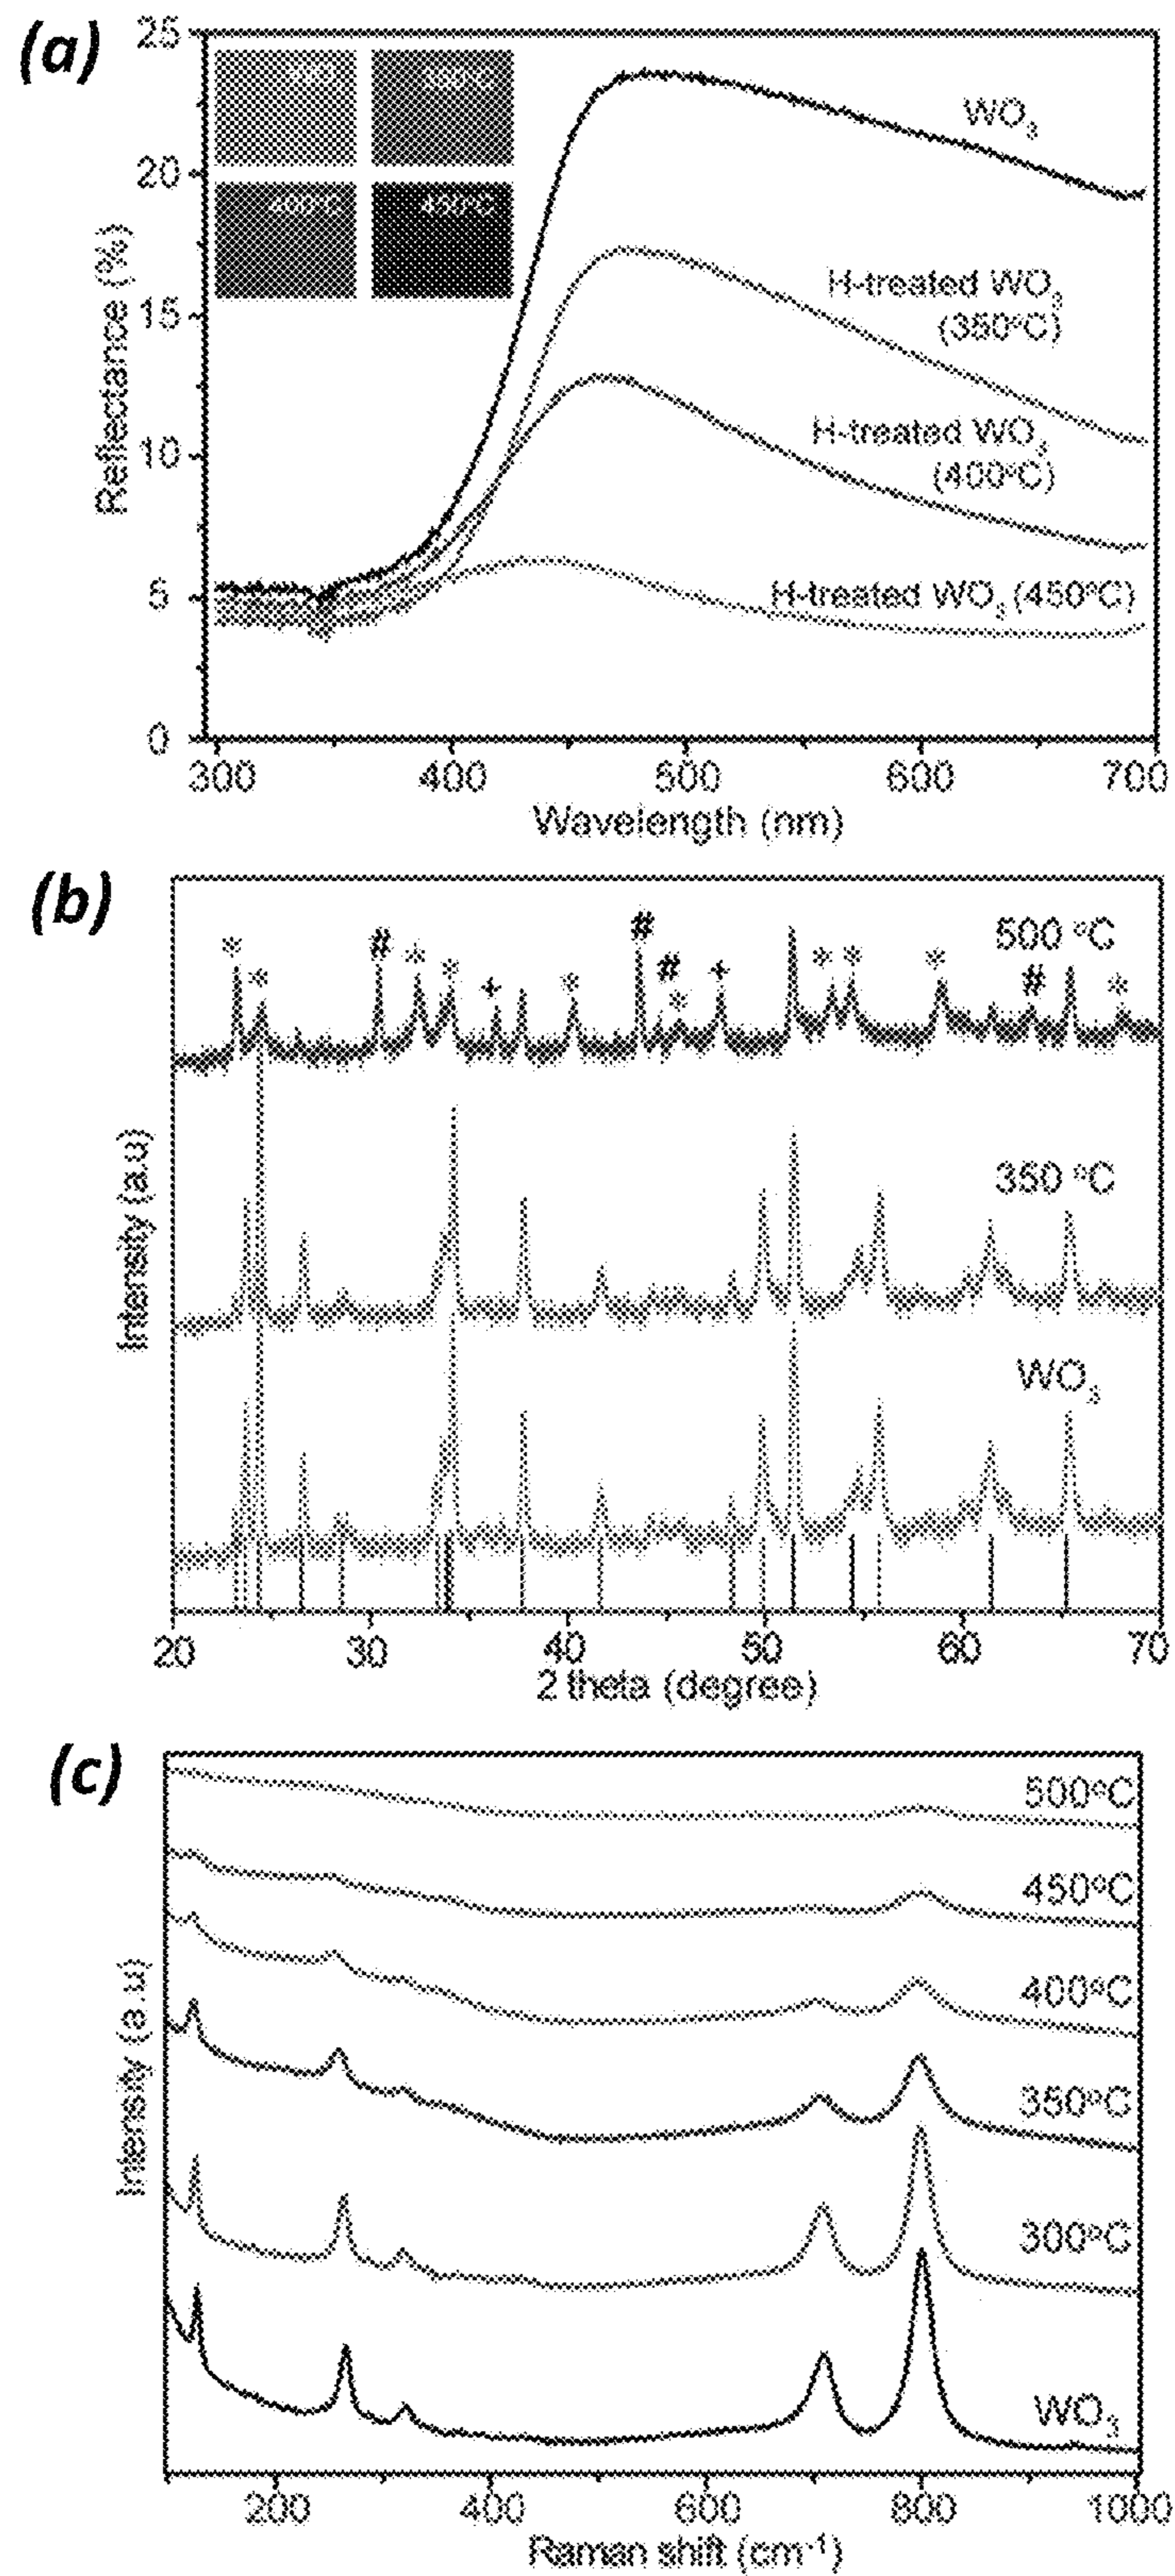 (a)
25
20
15
10
5
0
Reflectance (%)
400°C
450°C
WO3
H-treated WO3
(350°C)
H-treated WO3
(400°C)
H-treated WO3 (450°C)
300 400 500 600 700
Wavelength (nm)
(b)
Intensity (a.u)
* * # * * + * # # * + * * * # *
500 °C
350 °C
WO3
20 30 40 50 60 70
2 theta (degree)
(c)
Intensity (a.u)
500°C
450°C
400°C
350°C
300°C
WO3
200 400 600 800 1000
Raman shift (cm-1)